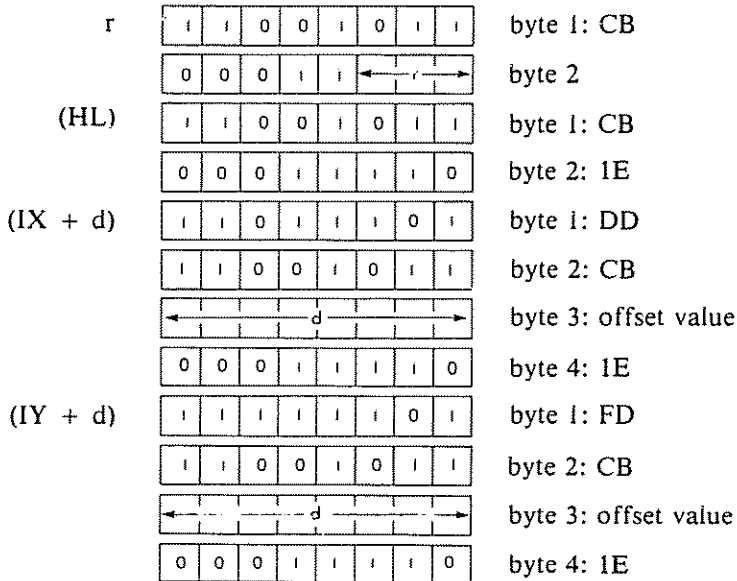 r 1 1 0 0 1 0 1 1 byte 1: CB
0 0 0 1 1 r byte 2
(HL) 1 1 0 0 1 0 1 1 byte 1: CB
0 0 0 1 1 1 1 0 byte 2: 1E
(IX + d) 1 1 0 1 1 1 0 1 byte 1: DD
1 1 0 0 1 0 1 1 byte 2: CB
d byte 3: offset value
0 0 0 1 1 1 1 0 byte 4: 1E
(IY + d) 1 1 1 1 1 1 0 1 byte 1: FD
1 1 0 0 1 0 1 1 byte 2: CB
d byte 3: offset value
0 0 0 1 1 1 1 0 byte 4: 1E